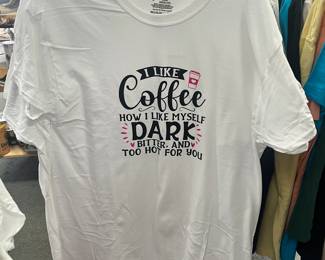 I LIKE
Coffee
HOW I LIKE MYSELF
DARK
BITTER, AND
TOO HOT FOR YOU